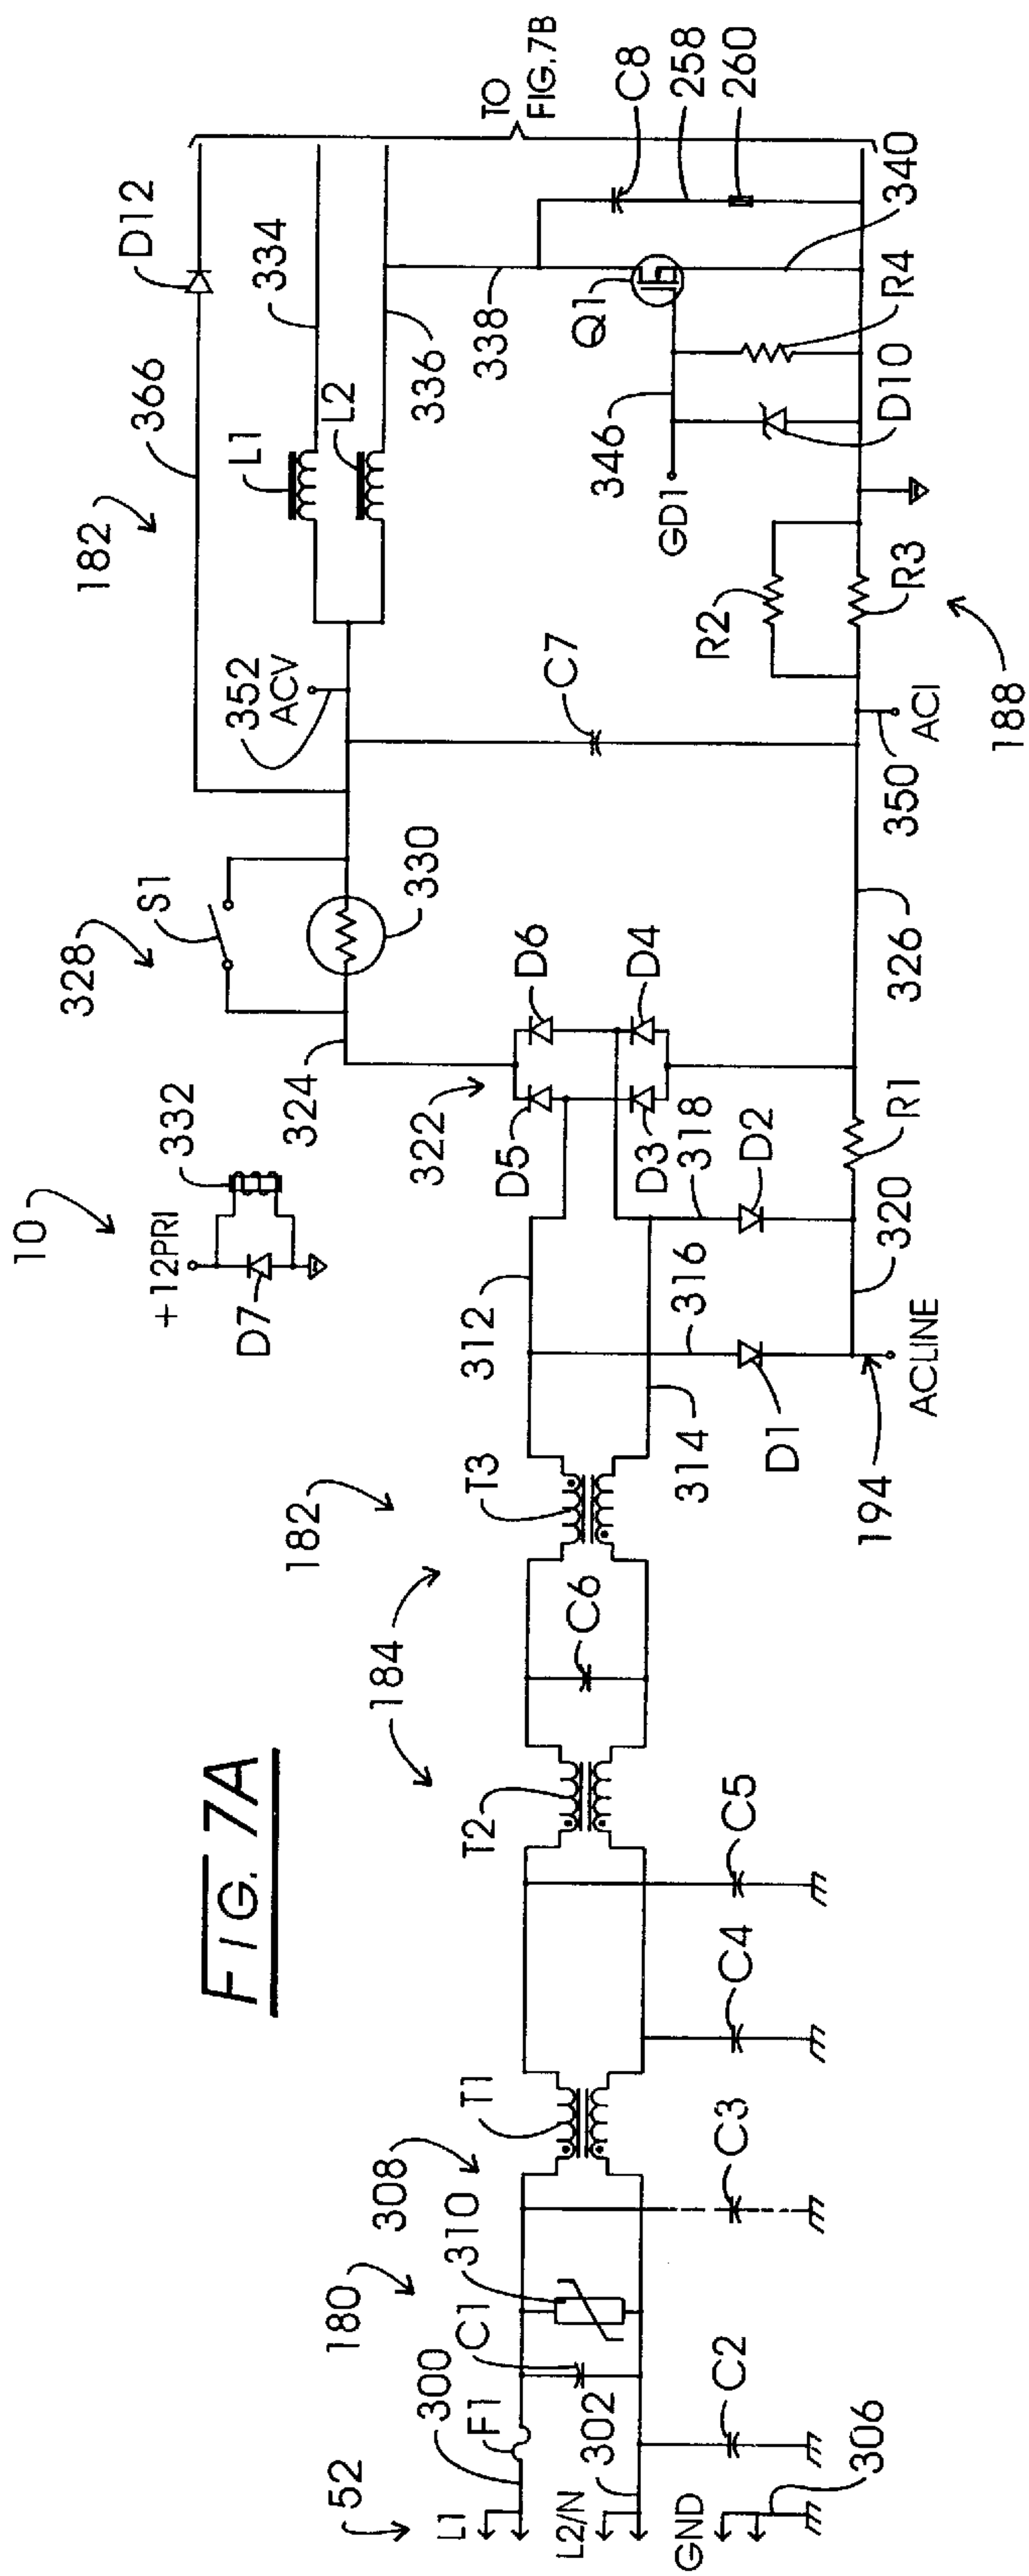 FIG. 7A
10
182
366
D12
TO
FIG. 7B
334
L1
L2
336
352
ACV
328
S1
330
324
+12PRI
332
D7
322
D5
D6
D3
D4
312
318
316
314
D1
D2
320
R1
194
ACLINE
326
C7
350
ACI
188
R2
R3
GD1
346
Q1
338
D10
R4
340
C8
258
260
182
184
T3
C6
T2
C5
C4
T1
C3
308
310
180
C1
300
F1
302
C2
52
L1
L2/N
GND
306